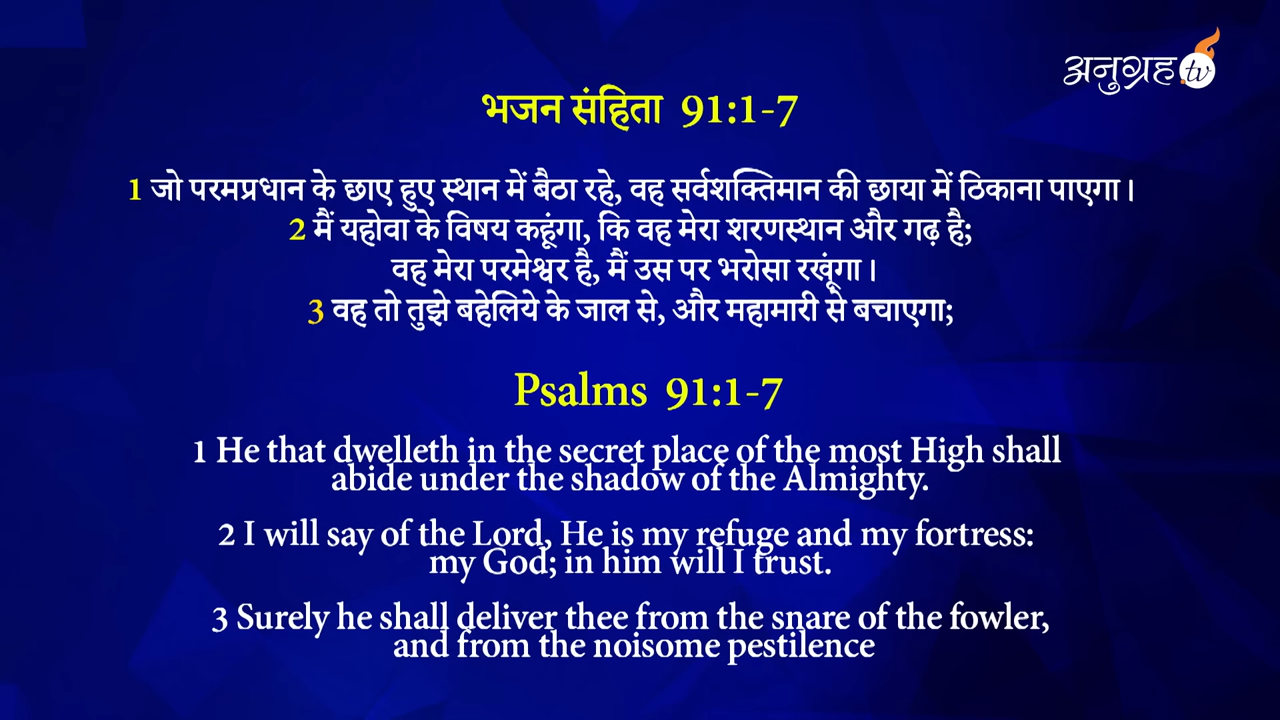 अनुग्रह.tv
भजन संहिता 91:1-7
1 जो परमप्रधान के छाए हुए स्थान में बैठा रहे, वह सर्वशक्तिमान की छाया में ठिकाना पाएगा।
2 मैं यहोवा के विषय कहूंगा, कि वह मेरा शरणस्थान और गढ़ है;
वह मेरा परमेश्वर है, मैं उस पर भरोसा रखूंगा।
3 वह तो तुझे बहेलिये के जाल से, और महामारी से बचाएगा;
Psalms 91:1-7
1 He that dwelleth in the secret place of the most High shall
abide under the shadow of the Almighty.
2 I will say of the Lord, He is my refuge and my fortress:
my God; in him will I trust.
3 Surely he shall deliver thee from the snare of the fowler,
and from the noisome pestilence